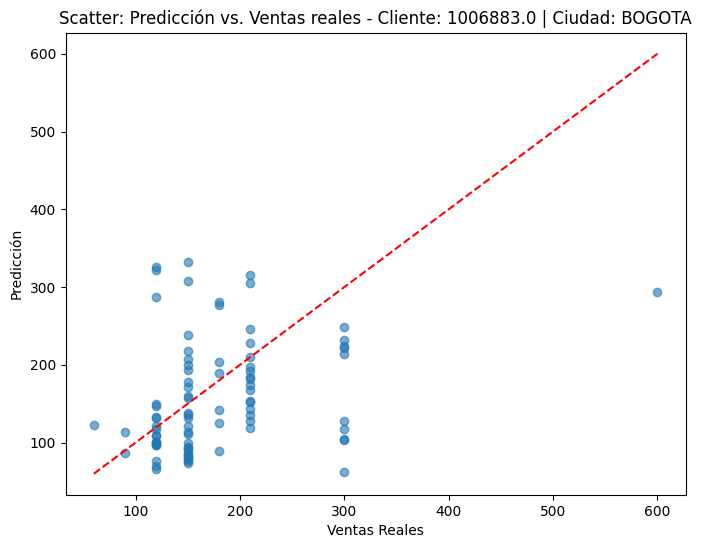 Scatter: Predicción vs. Ventas reales - Cliente: 1006883.0 | Ciudad: BOGOTA
600
500
400
300
200
100
Predicción
100 200 300 400 500 600
Ventas Reales